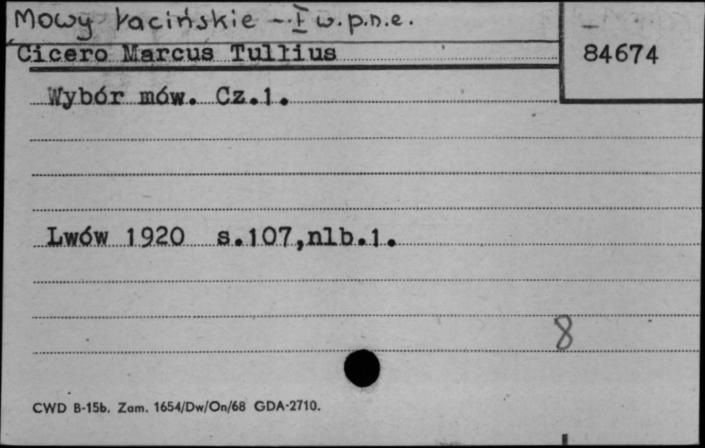 Mowy łacińskie - I w.p.n.e.
Cicero Marcus Tullius
84674
Wybór mów. Cz.1.
Lwów 1920 s.107,nlb.1.
8
CWD B-15b. Zam. 1654/Dw/On/68 GDA-2710.